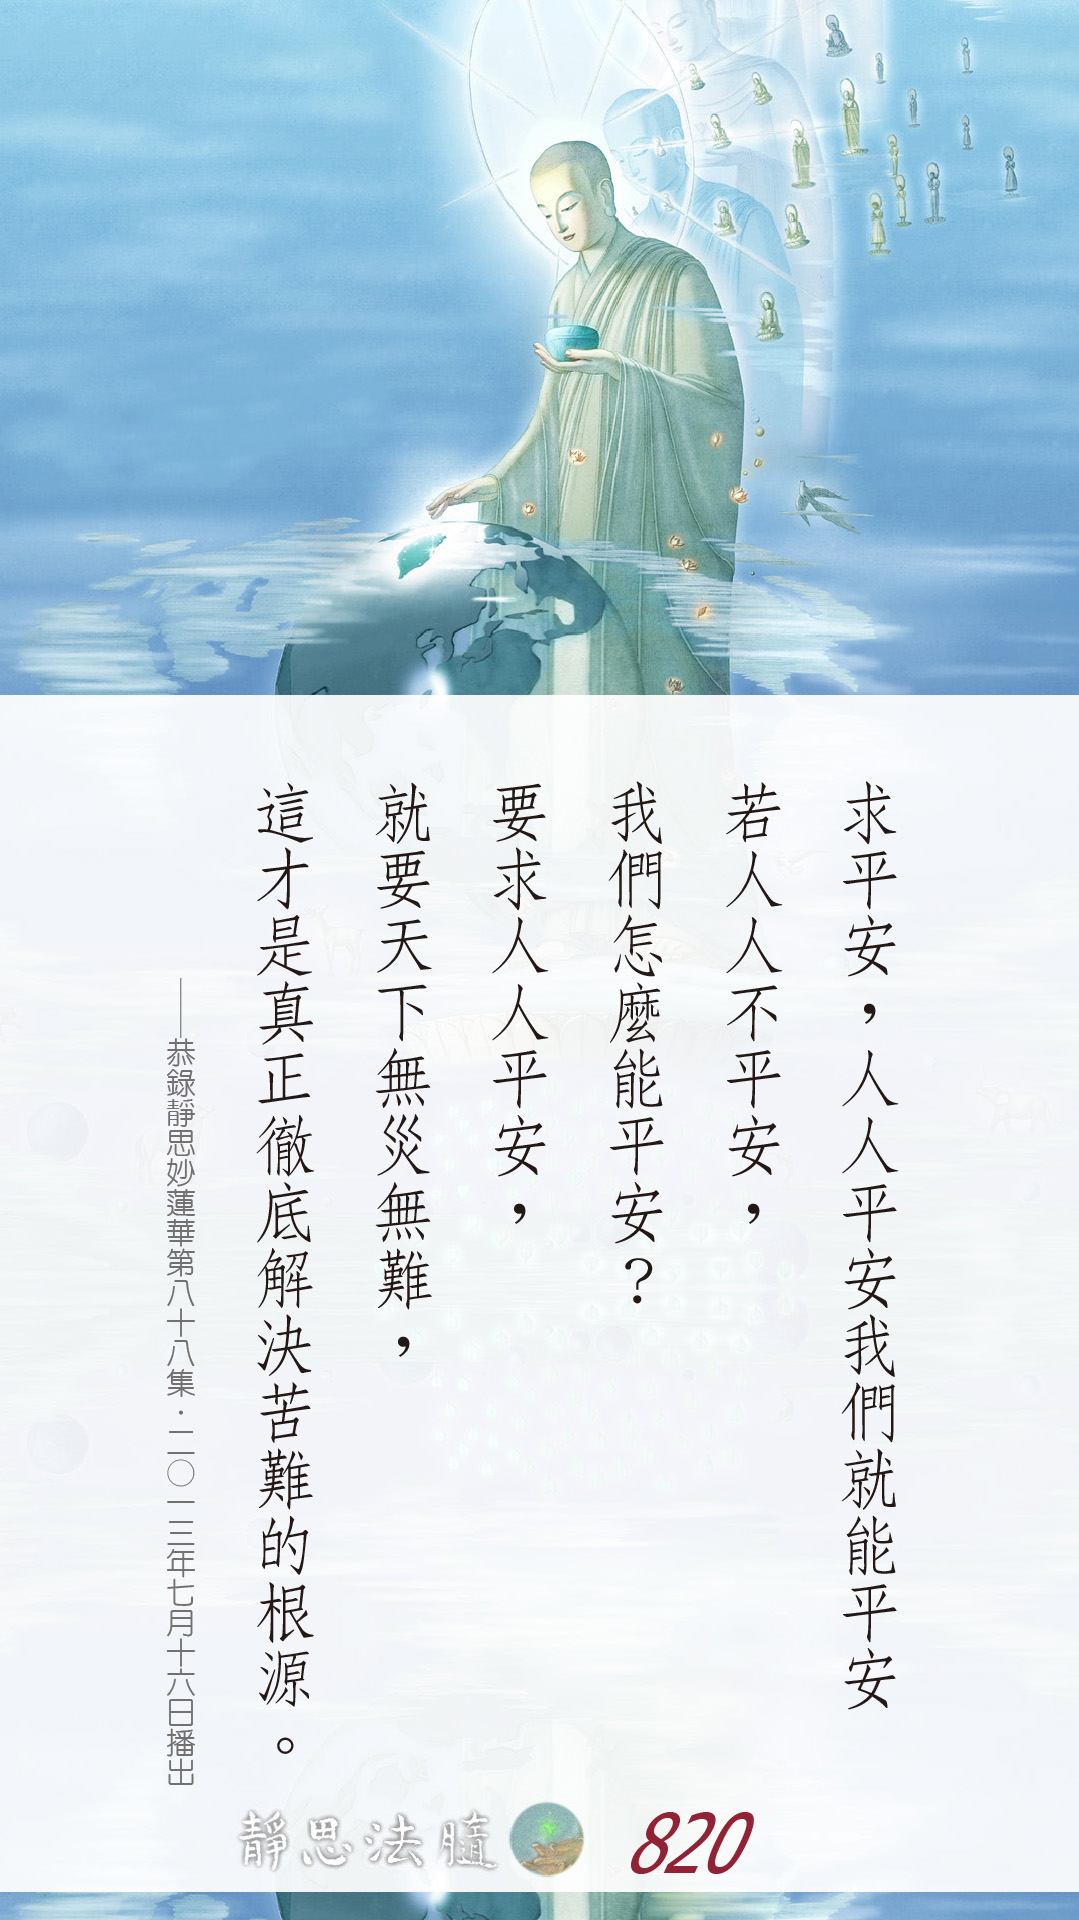 求平安，人人平安我們就能平安
若人人不平安，
我們怎麼能平安？
要求人人平安，
就要天下無災無難，
這才是真正徹底解決苦難的根源。
——恭錄靜思妙蓮華第八十八集．二〇一三年七月十六日播出
靜思法髓
820